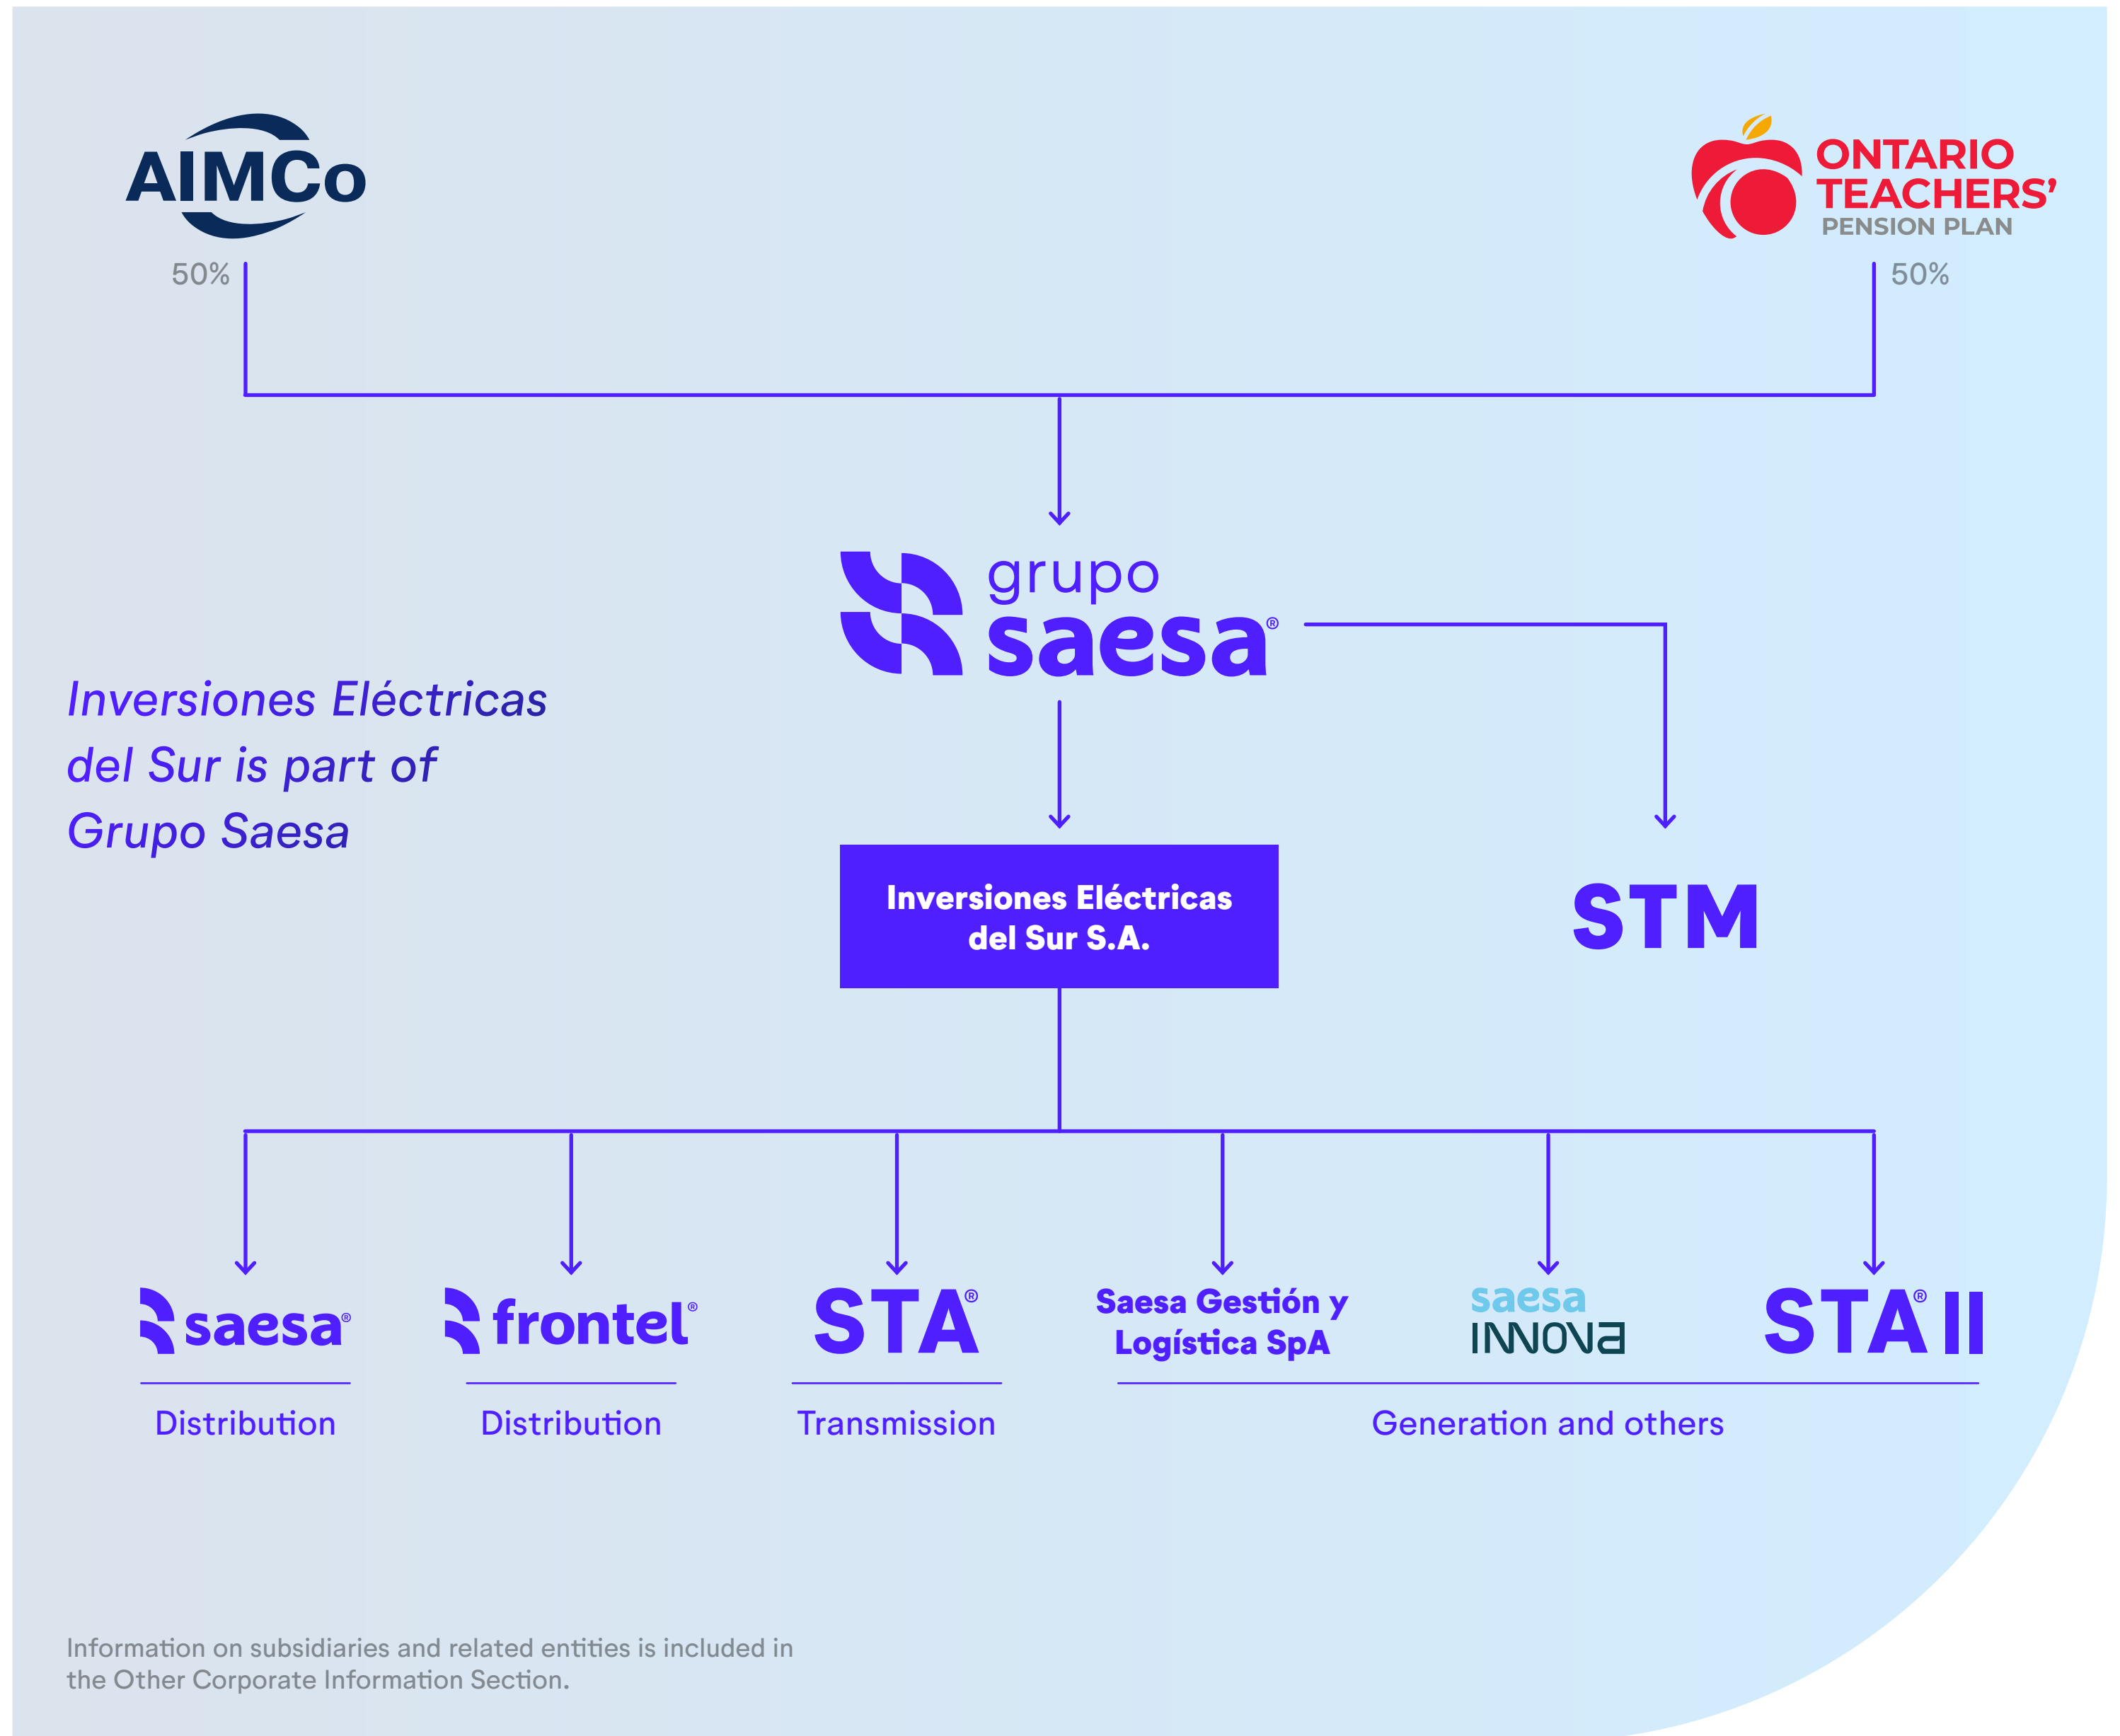 AIMCo
ONTARIO
TEACHERS'
PENSION PLAN
50%
50%
grupo
saesa®
Inversiones Eléctricas
del Sur is part of
Grupo Saesa
Inversiones Eléctricas
del Sur S.A.
STM
saesa®
frontel®
STA®
Saesa Gestión y
Logística SpA
saesa
INNOVA
STA® II
Distribution
Distribution
Transmission
Generation and others
Information on subsidiaries and related entities is included in
the Other Corporate Information Section.